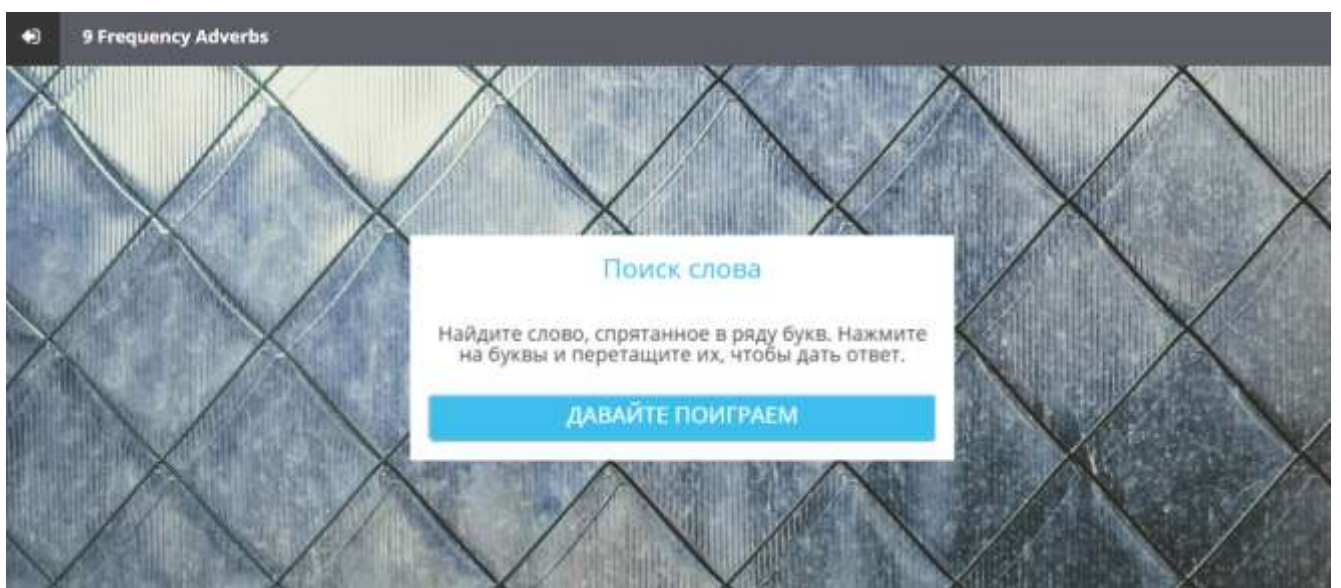 9 Frequency Adverbs
Поиск слова
Найдите слово, спрятанное в ряду букв. Нажмите
на буквы и перетащите их, чтобы дать ответ.
ДАВАЙТЕ ПОИГРАЕМ